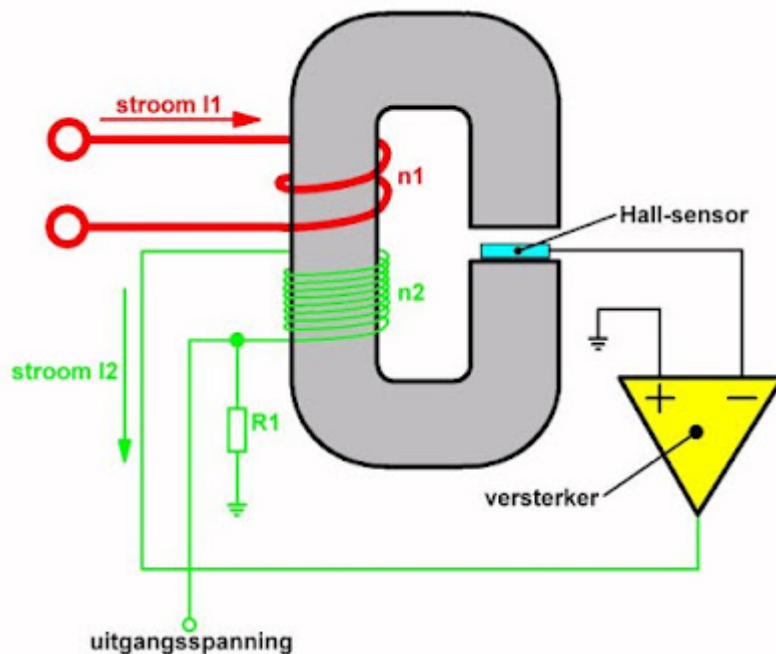 stroom I1
n1
Hall-sensor
n2
stroom I2
R1
+
−
versterker
uitgangsspanning